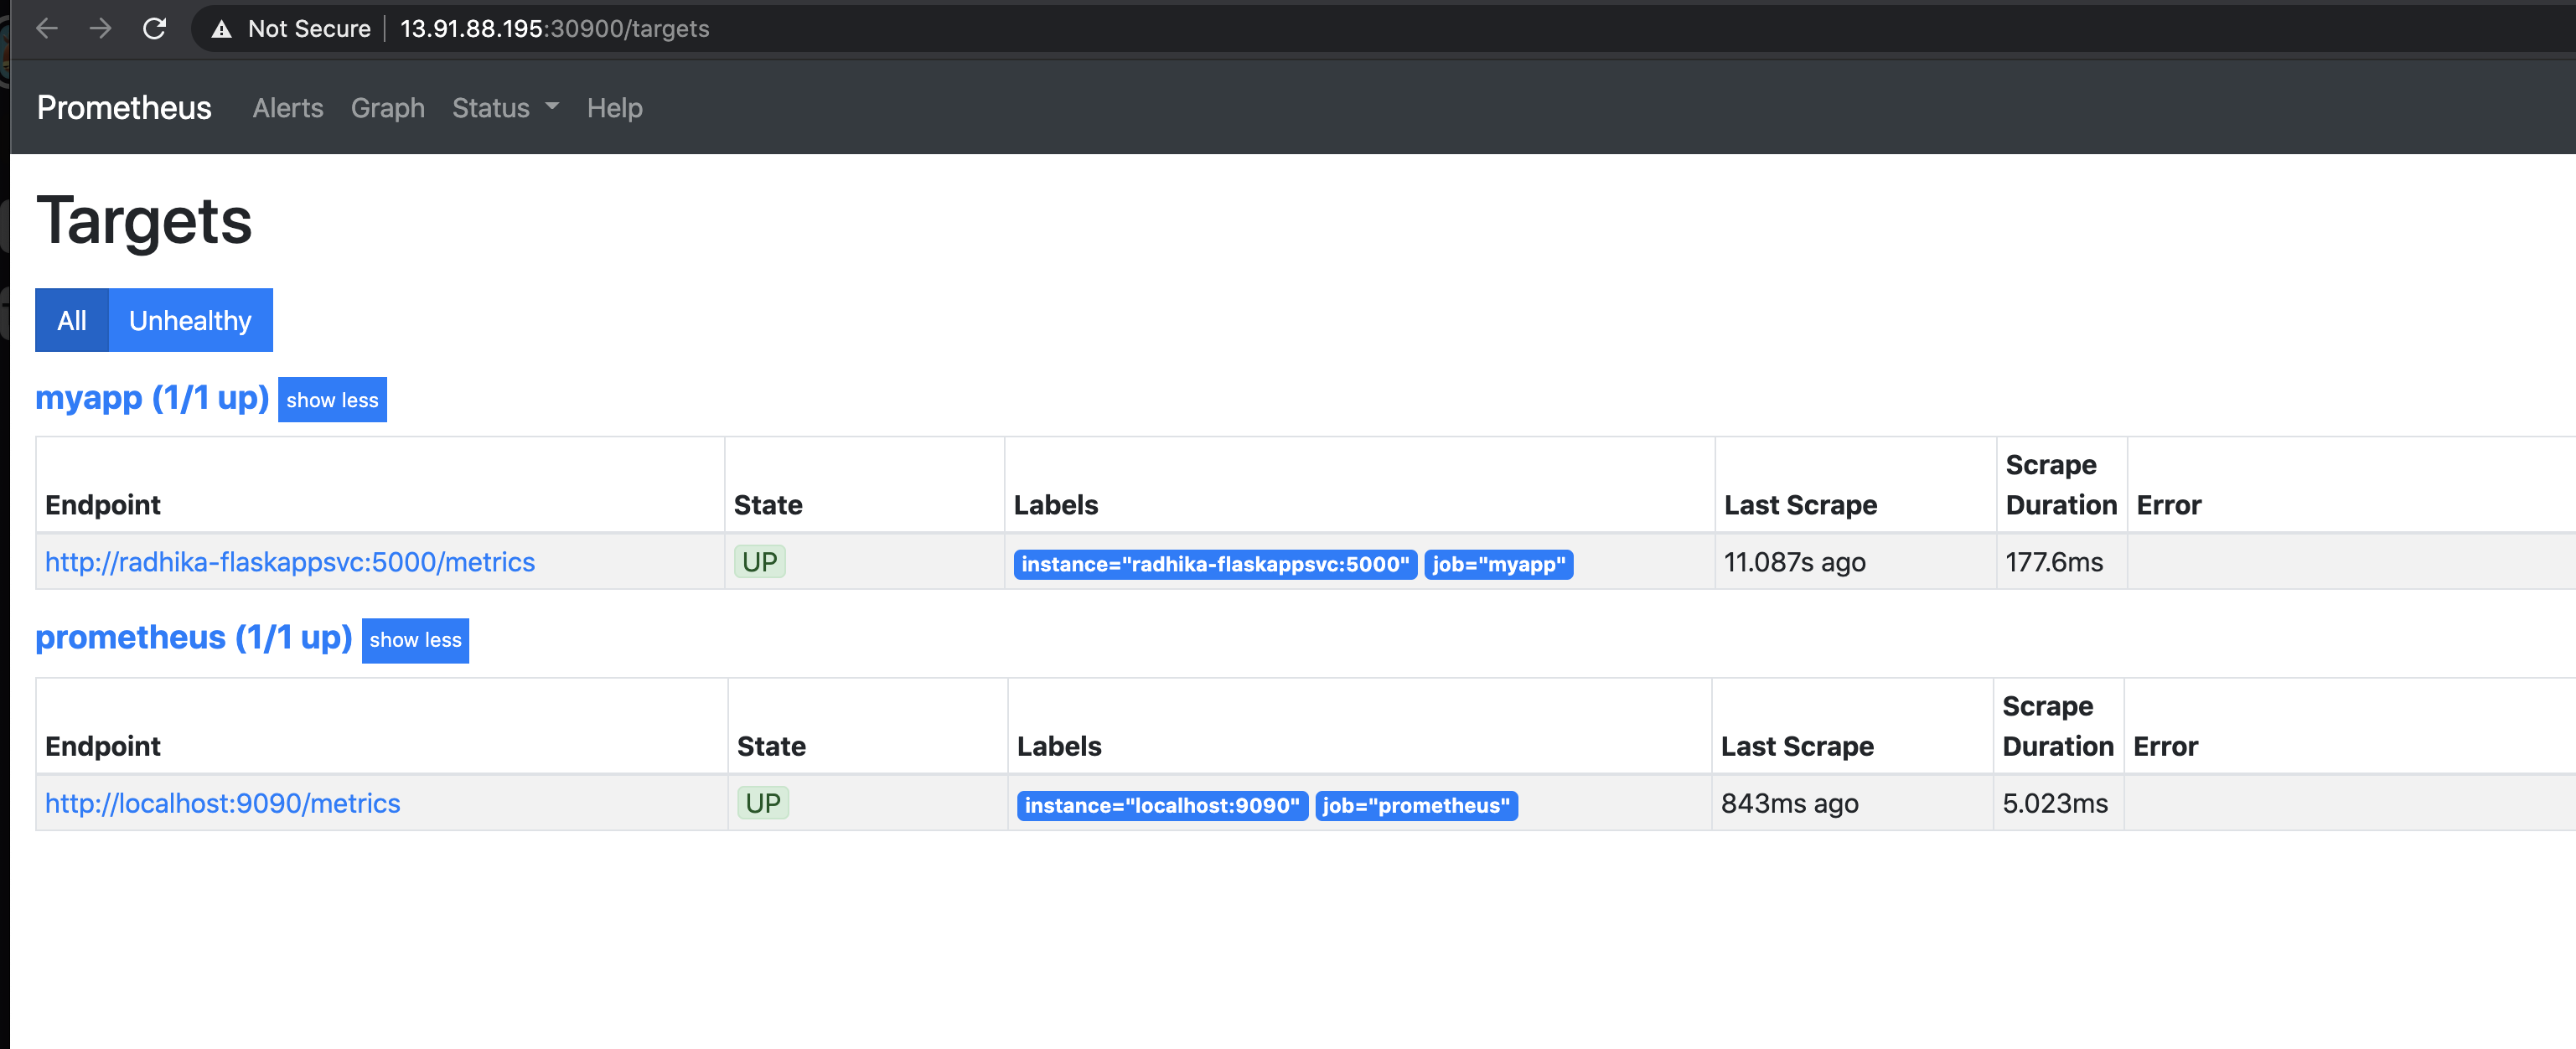 Not Secure | 13.91.88.195:30900/targets
Prometheus Alerts Graph Status Help
Targets
All Unhealthy
myapp (1/1 up) show less
Endpoint State Labels Last Scrape Scrape Duration Error
http://radhika-flaskappsvc:5000/metrics UP instance="radhika-flaskappsvc:5000" job="myapp" 11.087s ago 177.6ms
prometheus (1/1 up) show less
Endpoint State Labels Last Scrape Scrape Duration Error
http://localhost:9090/metrics UP instance="localhost:9090" job="prometheus" 843ms ago 5.023ms